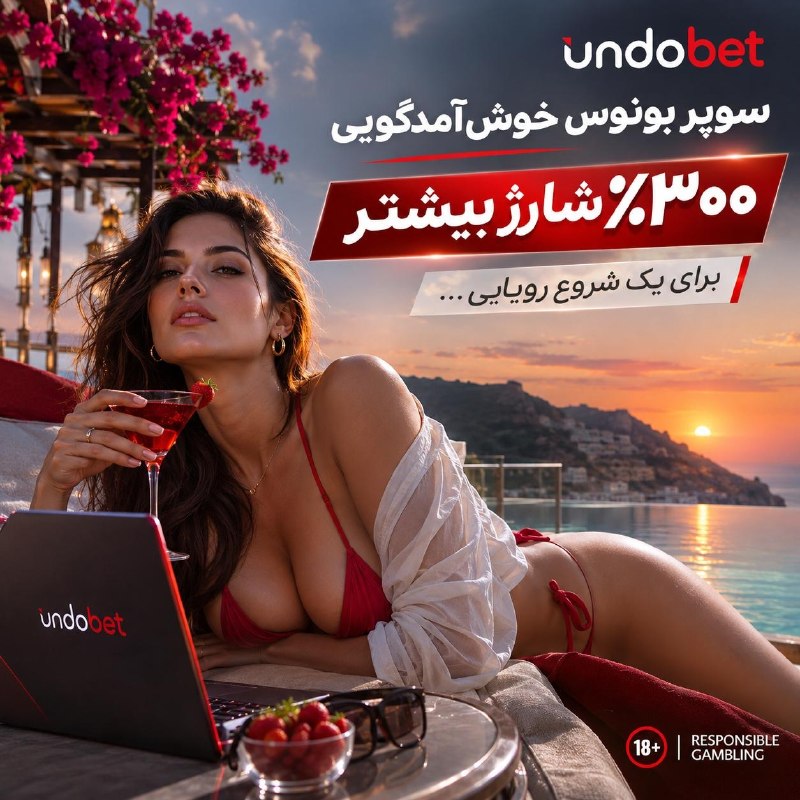 undobet
سوپر بونوس خوش‌آمدگویی
۳۰۰٪ شارژ بیشتر
برای یک شروع رویایی ...
undobet
18+ | RESPONSIBLE
GAMBLING